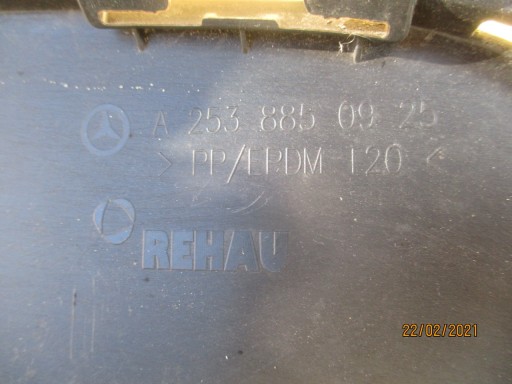 A 253 885 09 25
> PP/EPDM T20 <
REHAU
22/02/2021